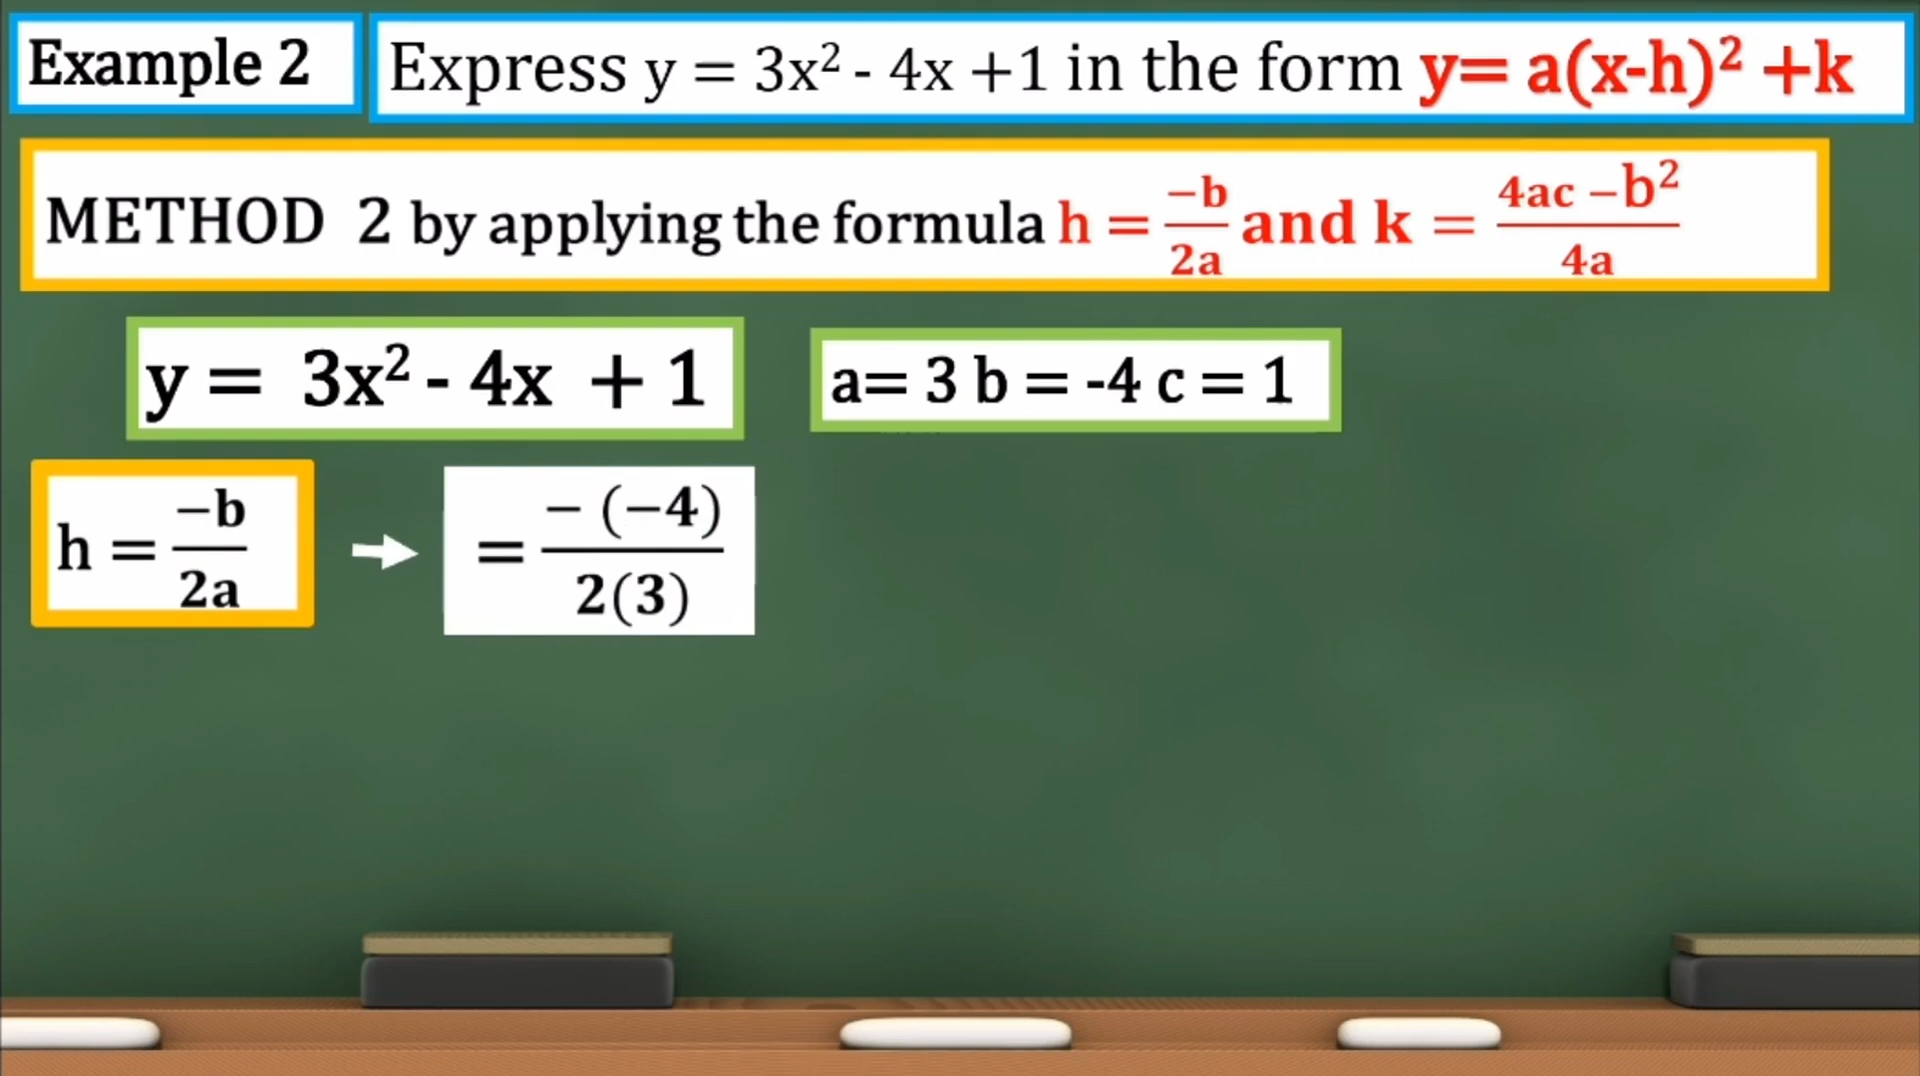 Example 2
Express y = 3x² - 4x +1 in the form y= a(x-h)² +k
METHOD 2 by applying the formula h = −b/2a and k = 4ac −b²/4a
y = 3x² - 4x + 1
a= 3 b = -4 c = 1
h = −b/2a
= − (−4)/2(3)